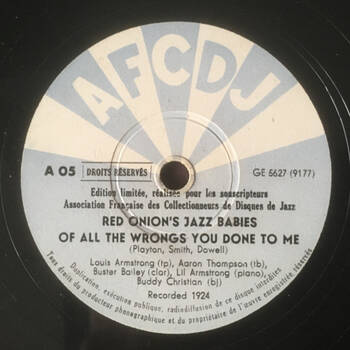 AFCDJ
A 05 DROITS RÉSERVÉS GE 5627 (9177)
Edition limitée, réalisée pour les souscripteurs
Association Française des Collectionneurs de Disques de Jazz
RED ONION'S JAZZ BABIES
OF ALL THE WRONGS YOU DONE TO ME
(Playton, Smith, Dowell)
Louis Armstrong (tp), Aaron Thompson (tb),
Buster Bailey (clar), Lil Armstrong (piano),
Buddy Christian (bj)
Recorded 1924
Duplication, exécution publique, radiodiffusion de ce disque interdites
Tous droits du producteur phonographique et du propriétaire de l'œuvre enregistrée réservés.